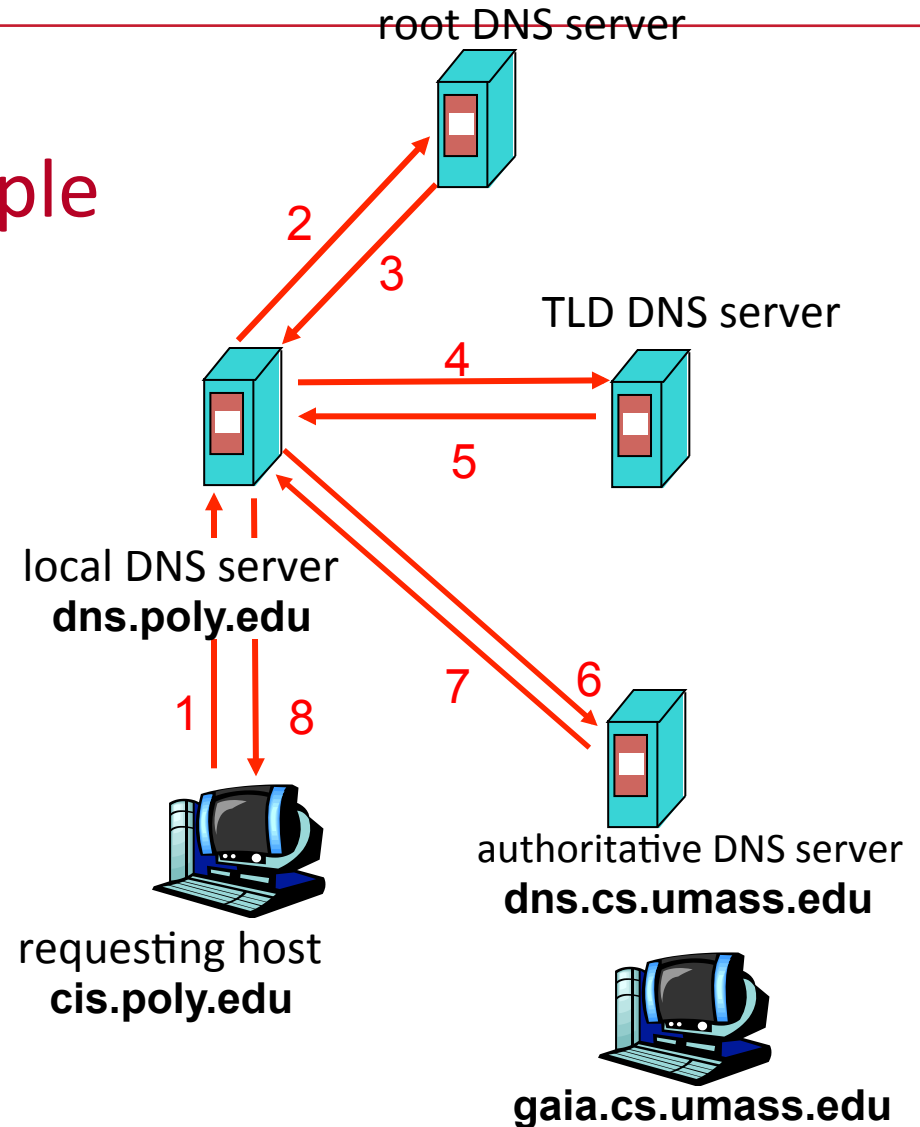 root DNS server
ple
2
3
TLD DNS server
4
5
local DNS server
dns.poly.edu
1
8
7
6
authoritative DNS server
dns.cs.umass.edu
requesting host
cis.poly.edu
gaia.cs.umass.edu